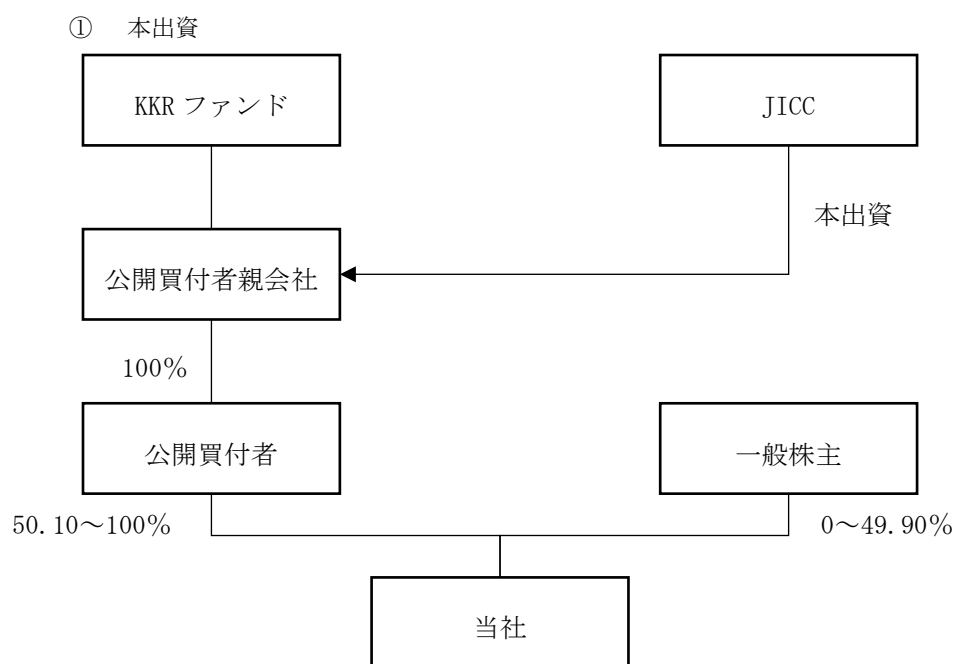 ① 本出資
KKR ファンド
JICC
本出資
公開買付者親会社
100％
公開買付者
一般株主
50.10～100％
0～49.90％
当社